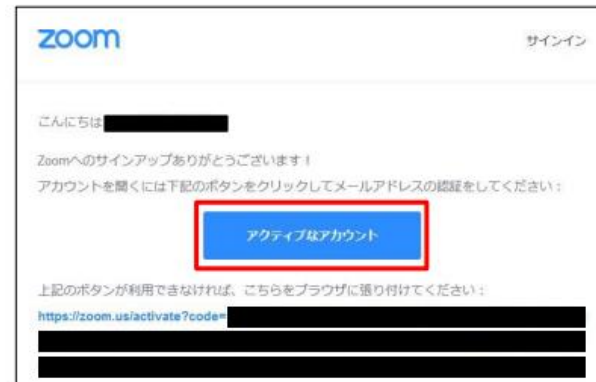 zoom
サインイン
こんにちは
Zoomへのサインアップありがとうございます！
アカウントを開くには下記のボタンをクリックしてメールアドレスの認証をしてください：
アクティブなアカウント
上記のボタンが利用できなければ、こちらをブラウザに張り付けてください：
https://zoom.us/activate?code=